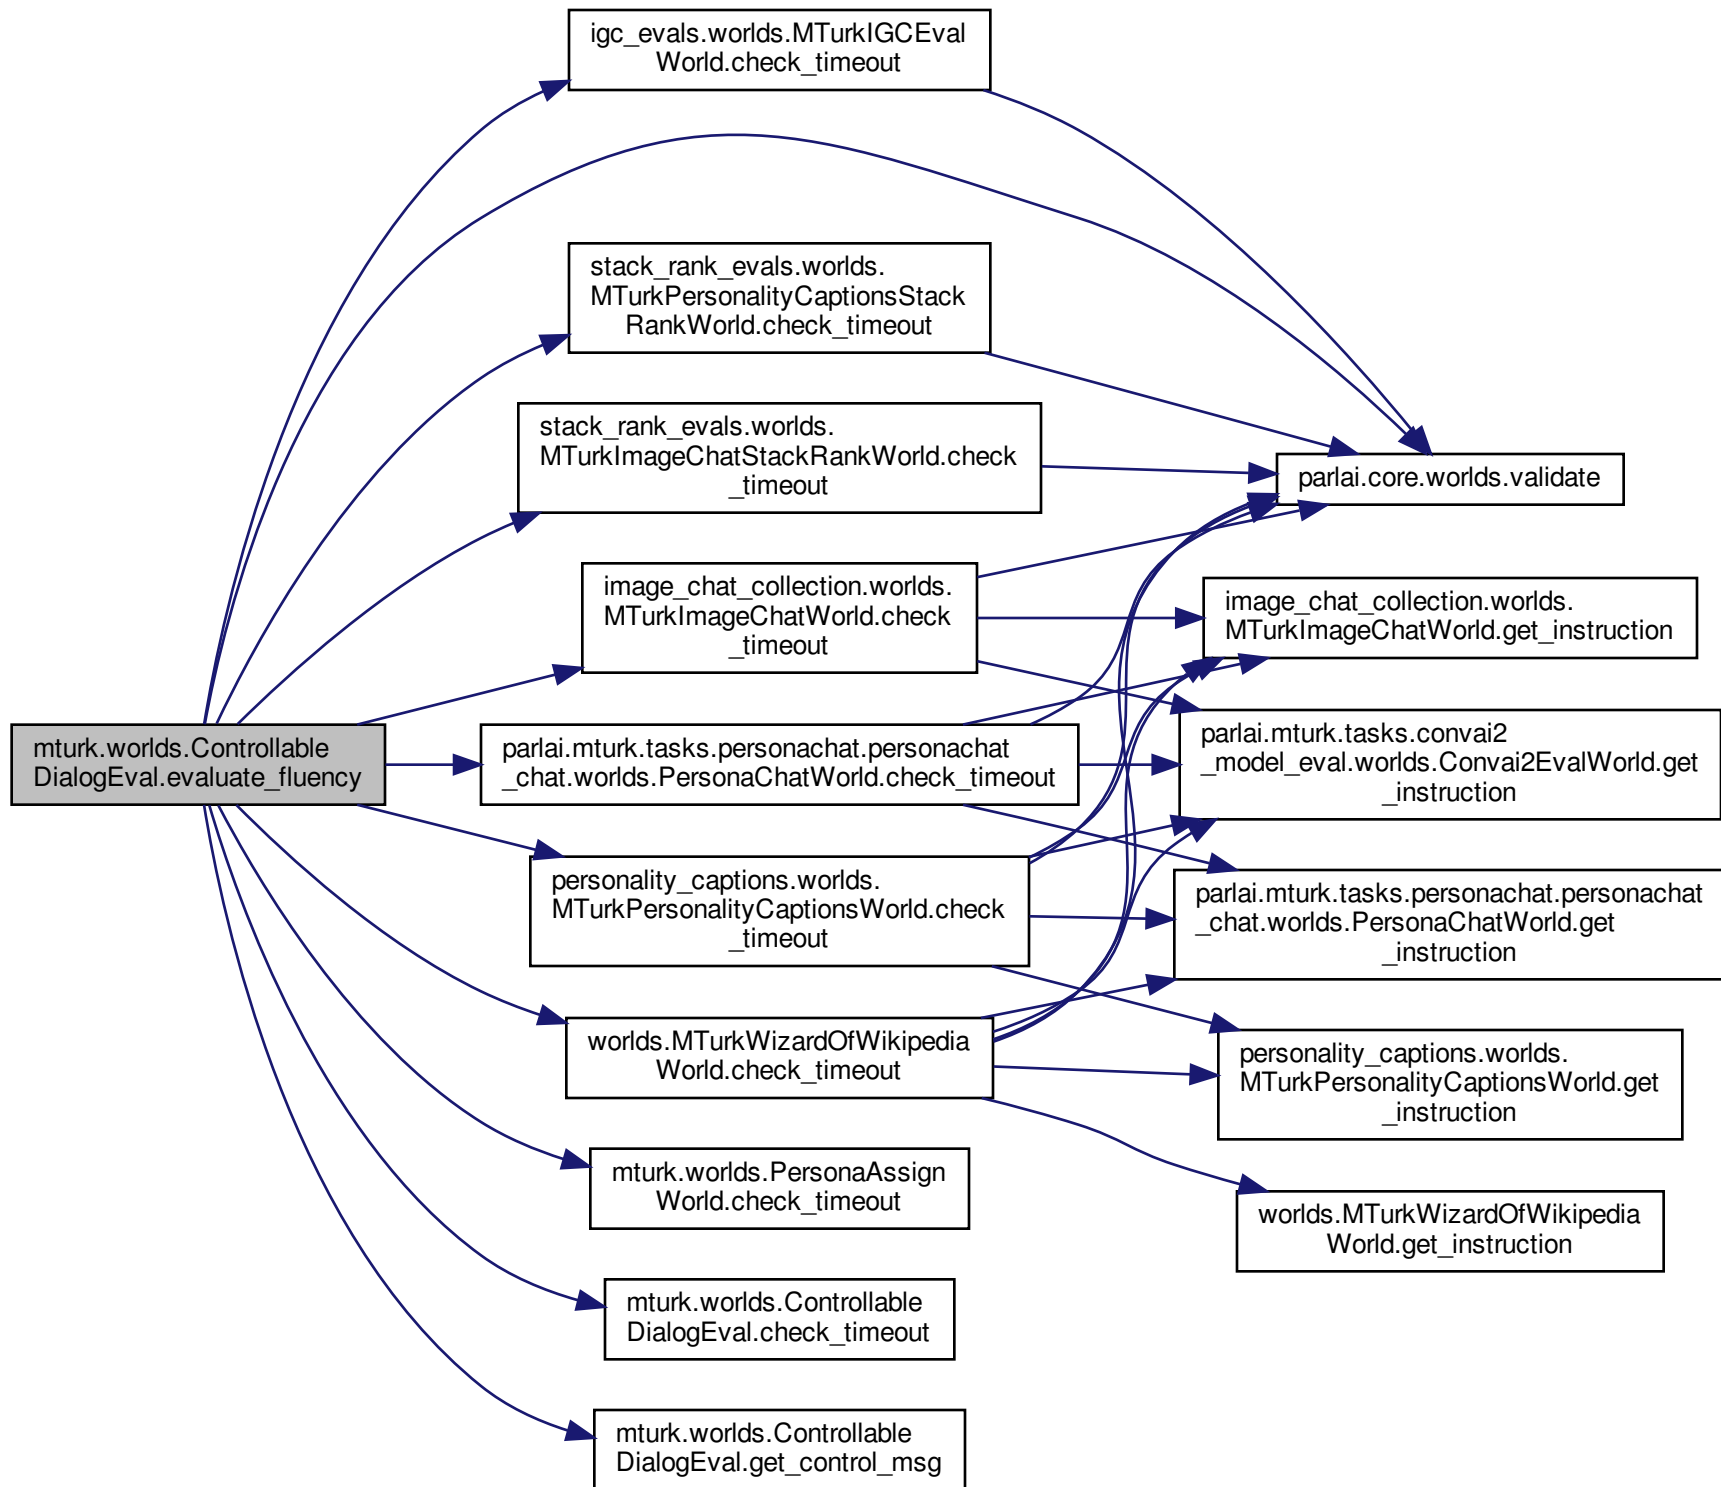 igc_evals.worlds.MTurkIGCEval
World.check_timeout
stack_rank_evals.worlds.
MTurkPersonalityCaptionsStack
RankWorld.check_timeout
stack_rank_evals.worlds.
MTurkImageChatStackRankWorld.check
_timeout
parlai.core.worlds.validate
image_chat_collection.worlds.
MTurkImageChatWorld.check
_timeout
image_chat_collection.worlds.
MTurkImageChatWorld.get_instruction
mturk.worlds.Controllable
DialogEval.evaluate_fluency
parlai.mturk.tasks.personachat.personachat
_chat.worlds.PersonaChatWorld.check_timeout
parlai.mturk.tasks.convai2
_model_eval.worlds.Convai2EvalWorld.get
_instruction
personality_captions.worlds.
MTurkPersonalityCaptionsWorld.check
_timeout
parlai.mturk.tasks.personachat.personachat
_chat.worlds.PersonaChatWorld.get
_instruction
worlds.MTurkWizardOfWikipedia
World.check_timeout
personality_captions.worlds.
MTurkPersonalityCaptionsWorld.get
_instruction
mturk.worlds.PersonaAssign
World.check_timeout
worlds.MTurkWizardOfWikipedia
World.get_instruction
mturk.worlds.Controllable
DialogEval.check_timeout
mturk.worlds.Controllable
DialogEval.get_control_msg